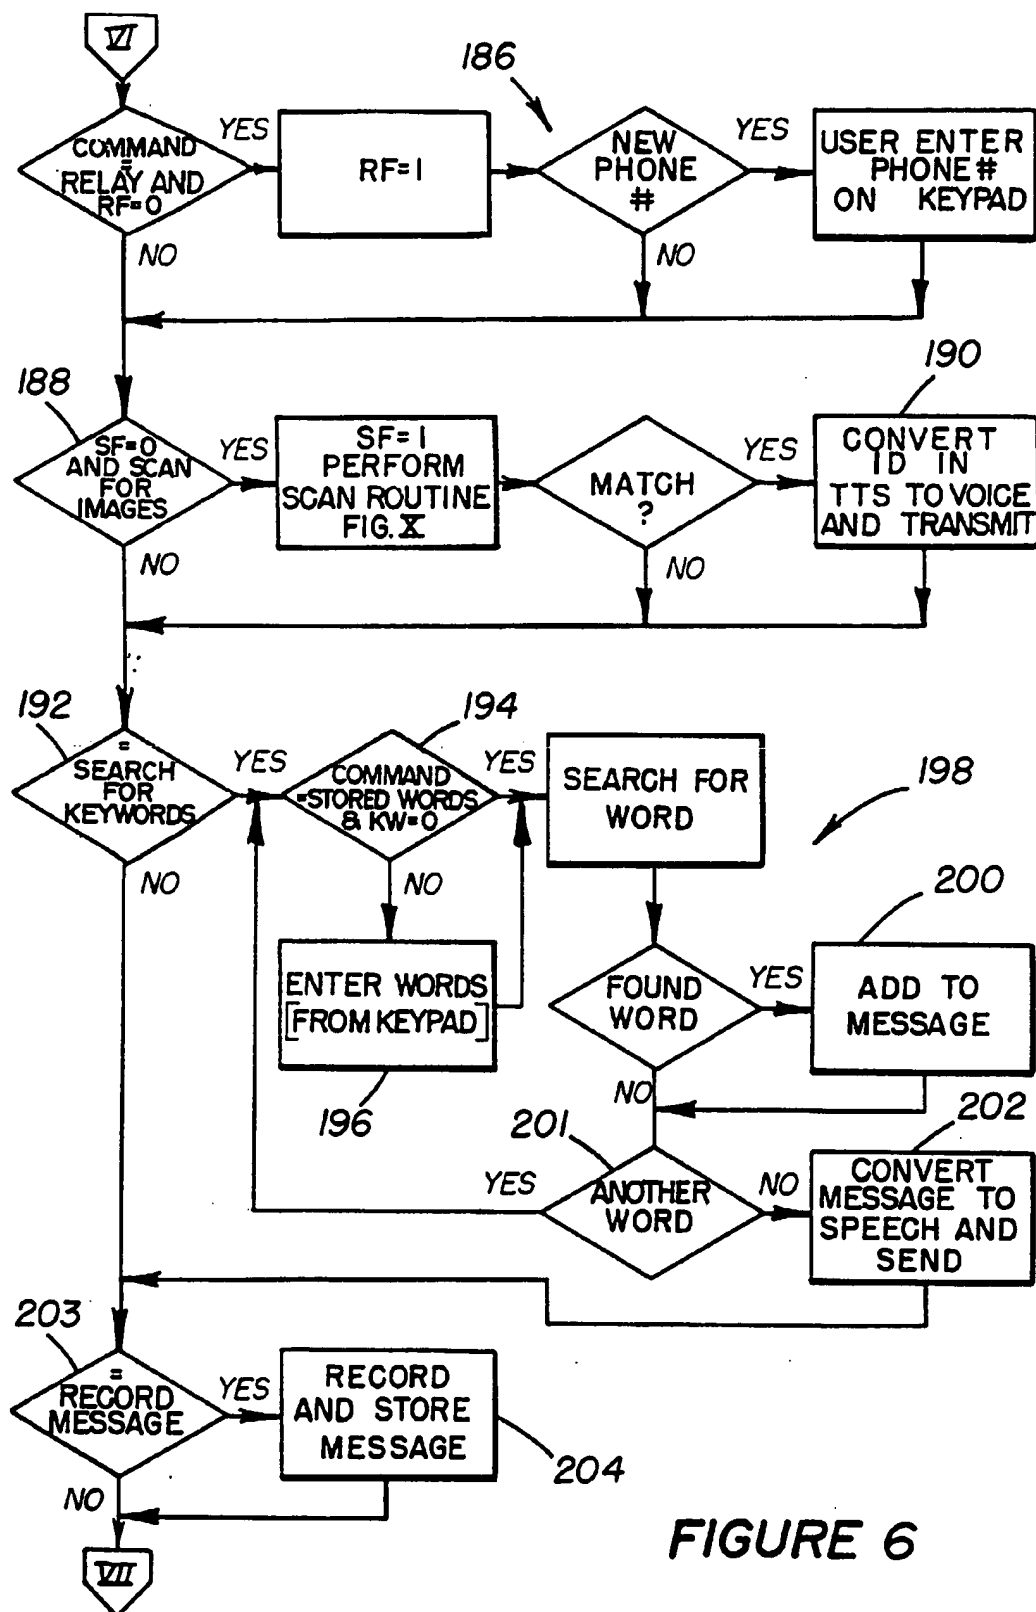 VI
186
COMMAND
=
RELAY AND
RF=0
YES
RF=1
NEW
PHONE
#
YES
USER ENTER
PHONE #
ON KEYPAD
NO
NO
188
190
SF=0
AND SCAN
FOR
IMAGES
YES
SF=1
PERFORM
SCAN ROUTINE
FIG. X
MATCH
?
YES
CONVERT
ID IN
TTS TO VOICE
AND TRANSMIT
NO
NO
192
194
=
SEARCH
FOR
KEYWORDS
YES
COMMAND
=STORED WORDS
& KW=0
YES
SEARCH FOR
WORD
198
NO
NO
200
ENTER WORDS
[FROM KEYPAD]
196
FOUND
WORD
YES
ADD TO
MESSAGE
NO
201
202
YES
ANOTHER
WORD
NO
CONVERT
MESSAGE TO
SPEECH AND
SEND
203
=
RECORD
MESSAGE
YES
RECORD
AND STORE
MESSAGE
204
NO
VII
FIGURE 6